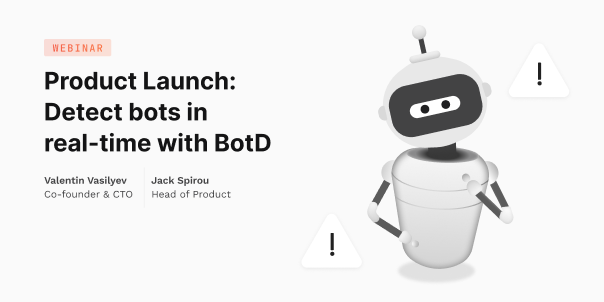 WEBINAR
Product Launch:
Detect bots in
real-time with BotD
Valentin Vasilyev
Co-founder & CTO
Jack Spirou
Head of Product
!
!